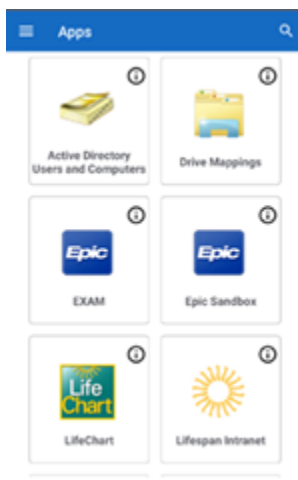 Apps
Active Directory
Users and Computers
Drive Mappings
Epic
Epic
EXAM
Epic Sandbox
Life
Chart
LifeChart
Lifespan Intranet